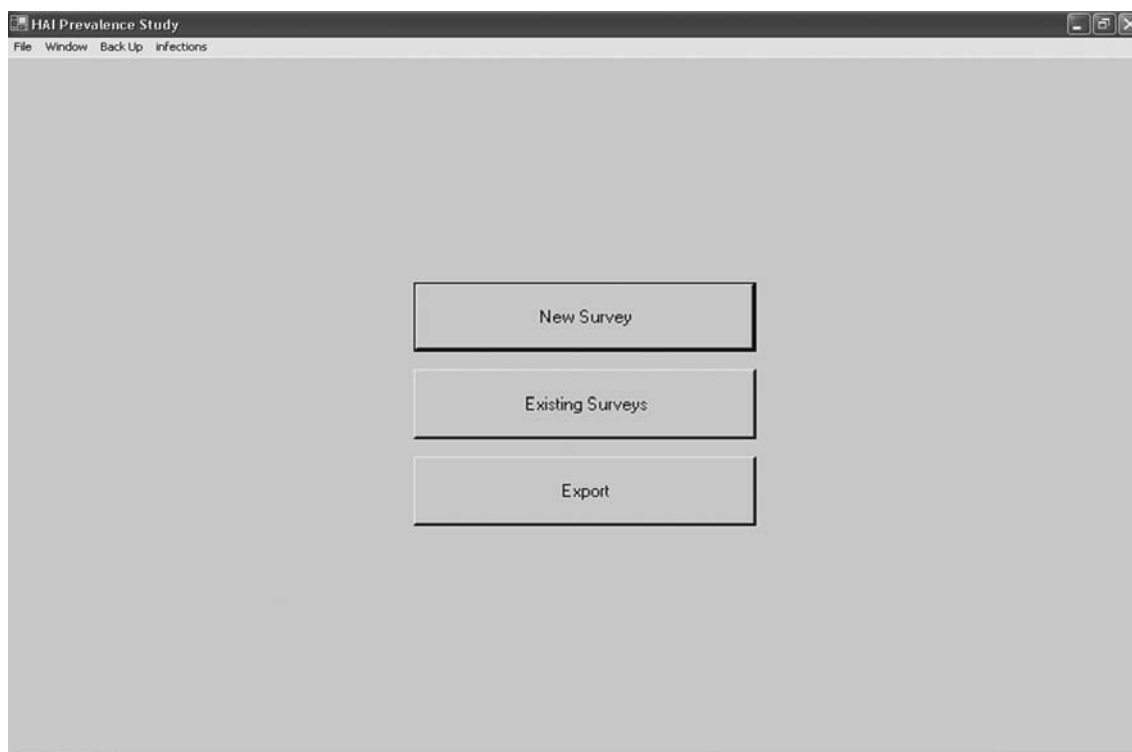 HAI Prevalence Study
File Window Back Up infections
New Survey
Existing Surveys
Export